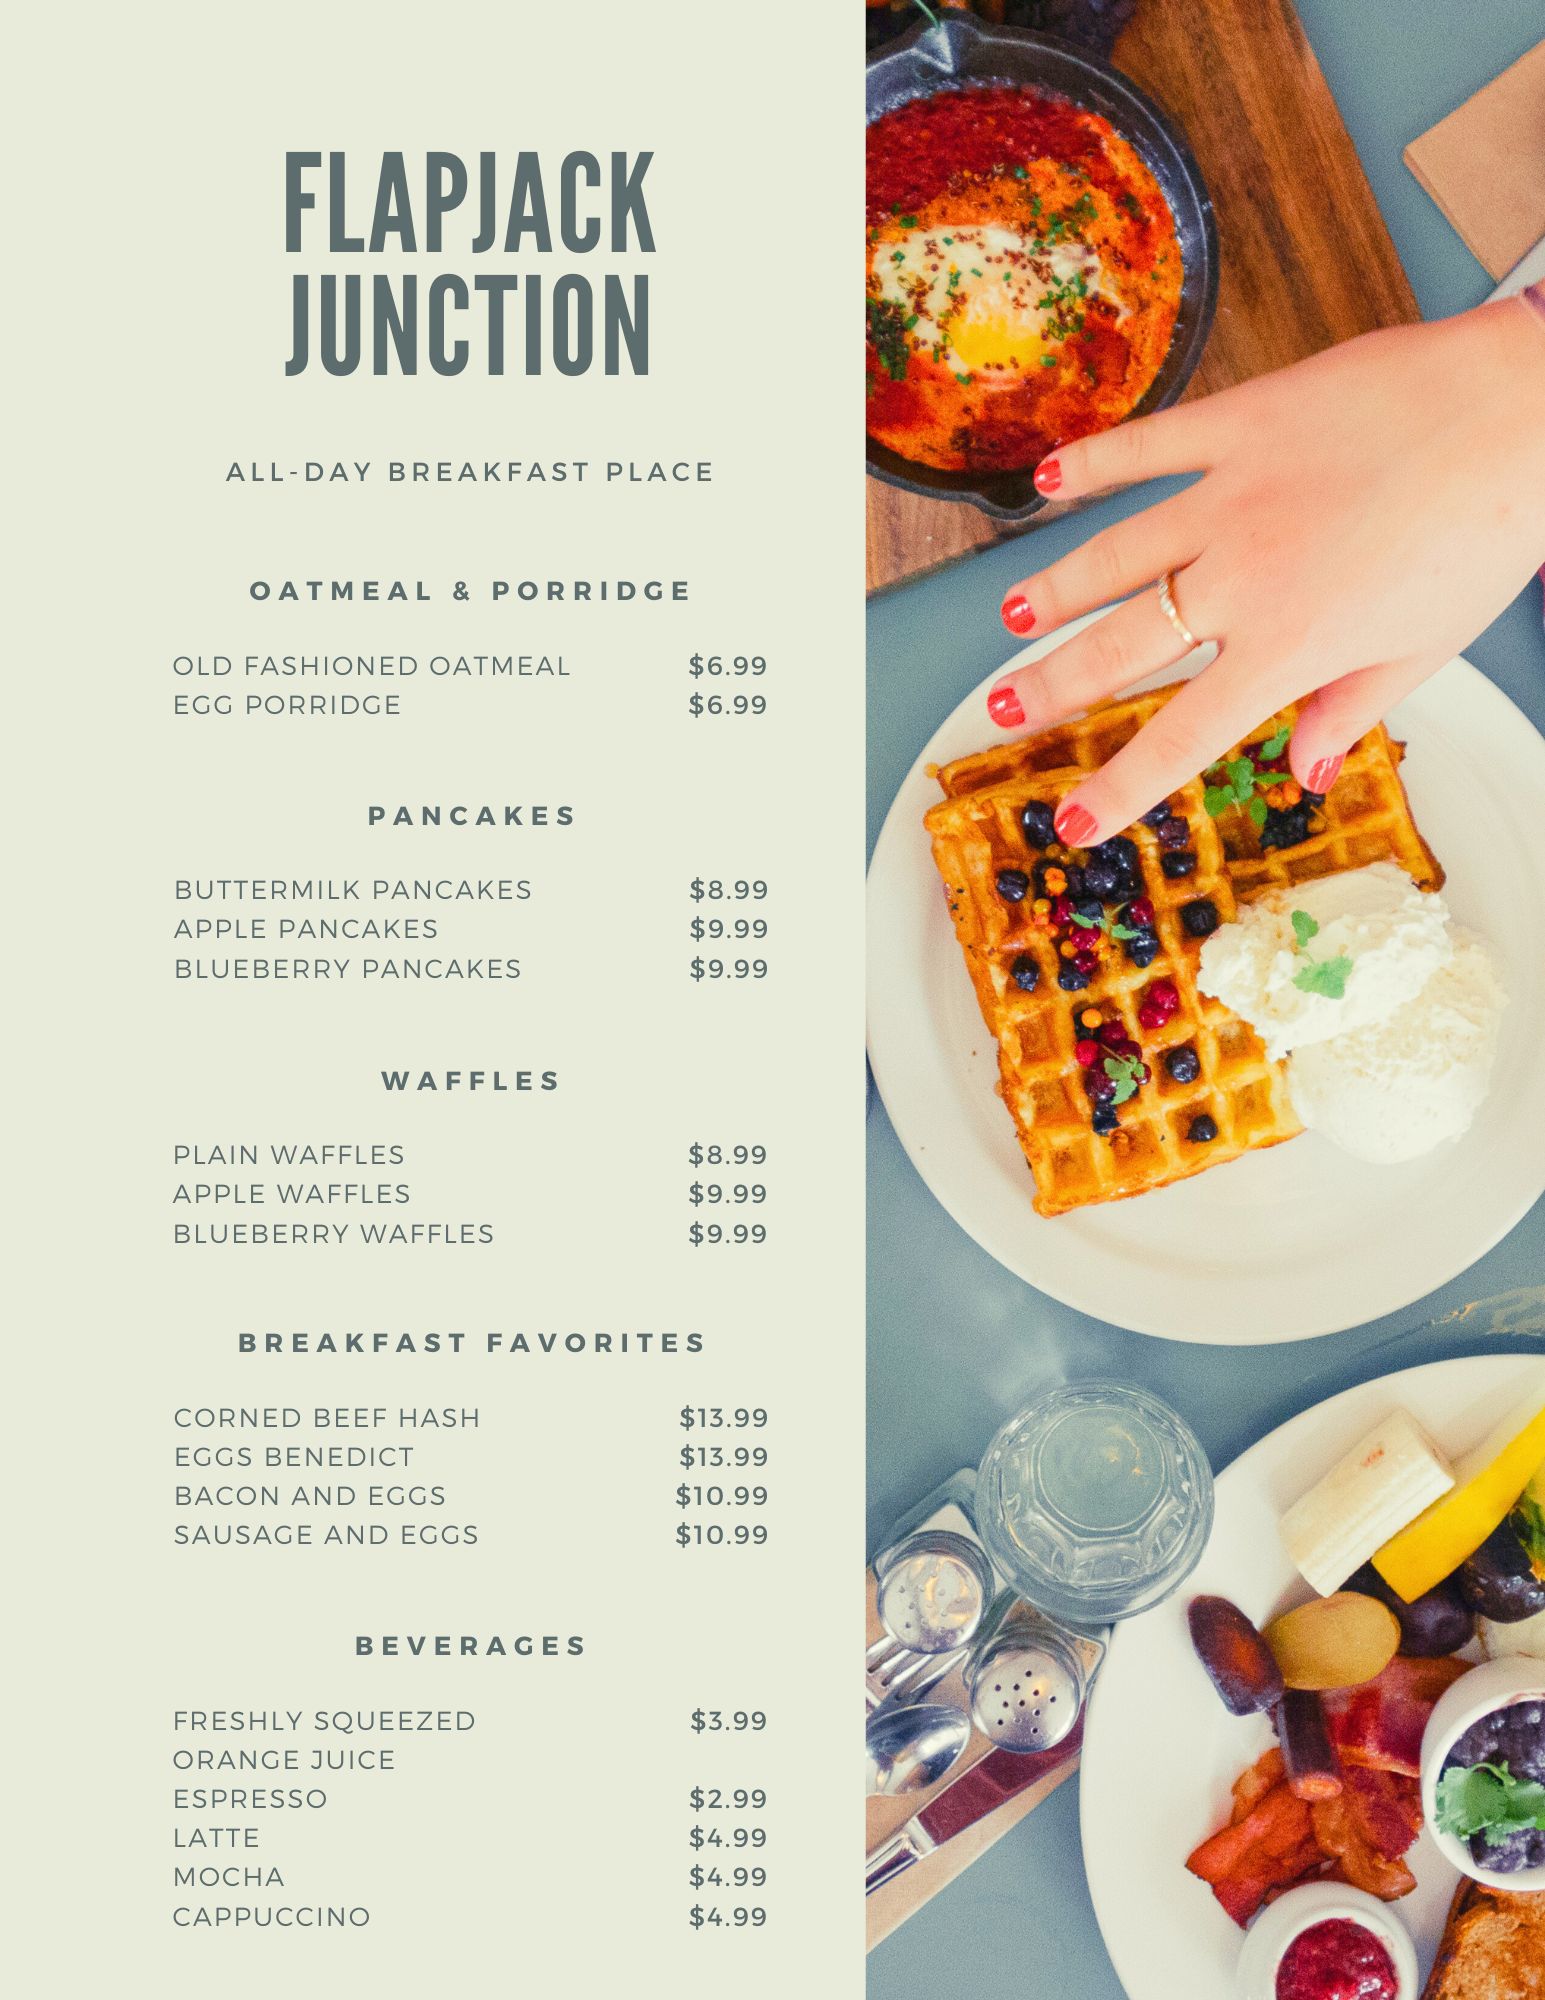 FLAPJACK
JUNCTION
ALL-DAY BREAKFAST PLACE
OATMEAL & PORRIDGE
OLD FASHIONED OATMEAL $6.99
EGG PORRIDGE $6.99
PANCAKES
BUTTERMILK PANCAKES $8.99
APPLE PANCAKES $9.99
BLUEBERRY PANCAKES $9.99
WAFFLES
PLAIN WAFFLES $8.99
APPLE WAFFLES $9.99
BLUEBERRY WAFFLES $9.99
BREAKFAST FAVORITES
CORNED BEEF HASH $13.99
EGGS BENEDICT $13.99
BACON AND EGGS $10.99
SAUSAGE AND EGGS $10.99
BEVERAGES
FRESHLY SQUEEZED $3.99
ORANGE JUICE
ESPRESSO $2.99
LATTE $4.99
MOCHA $4.99
CAPPUCCINO $4.99